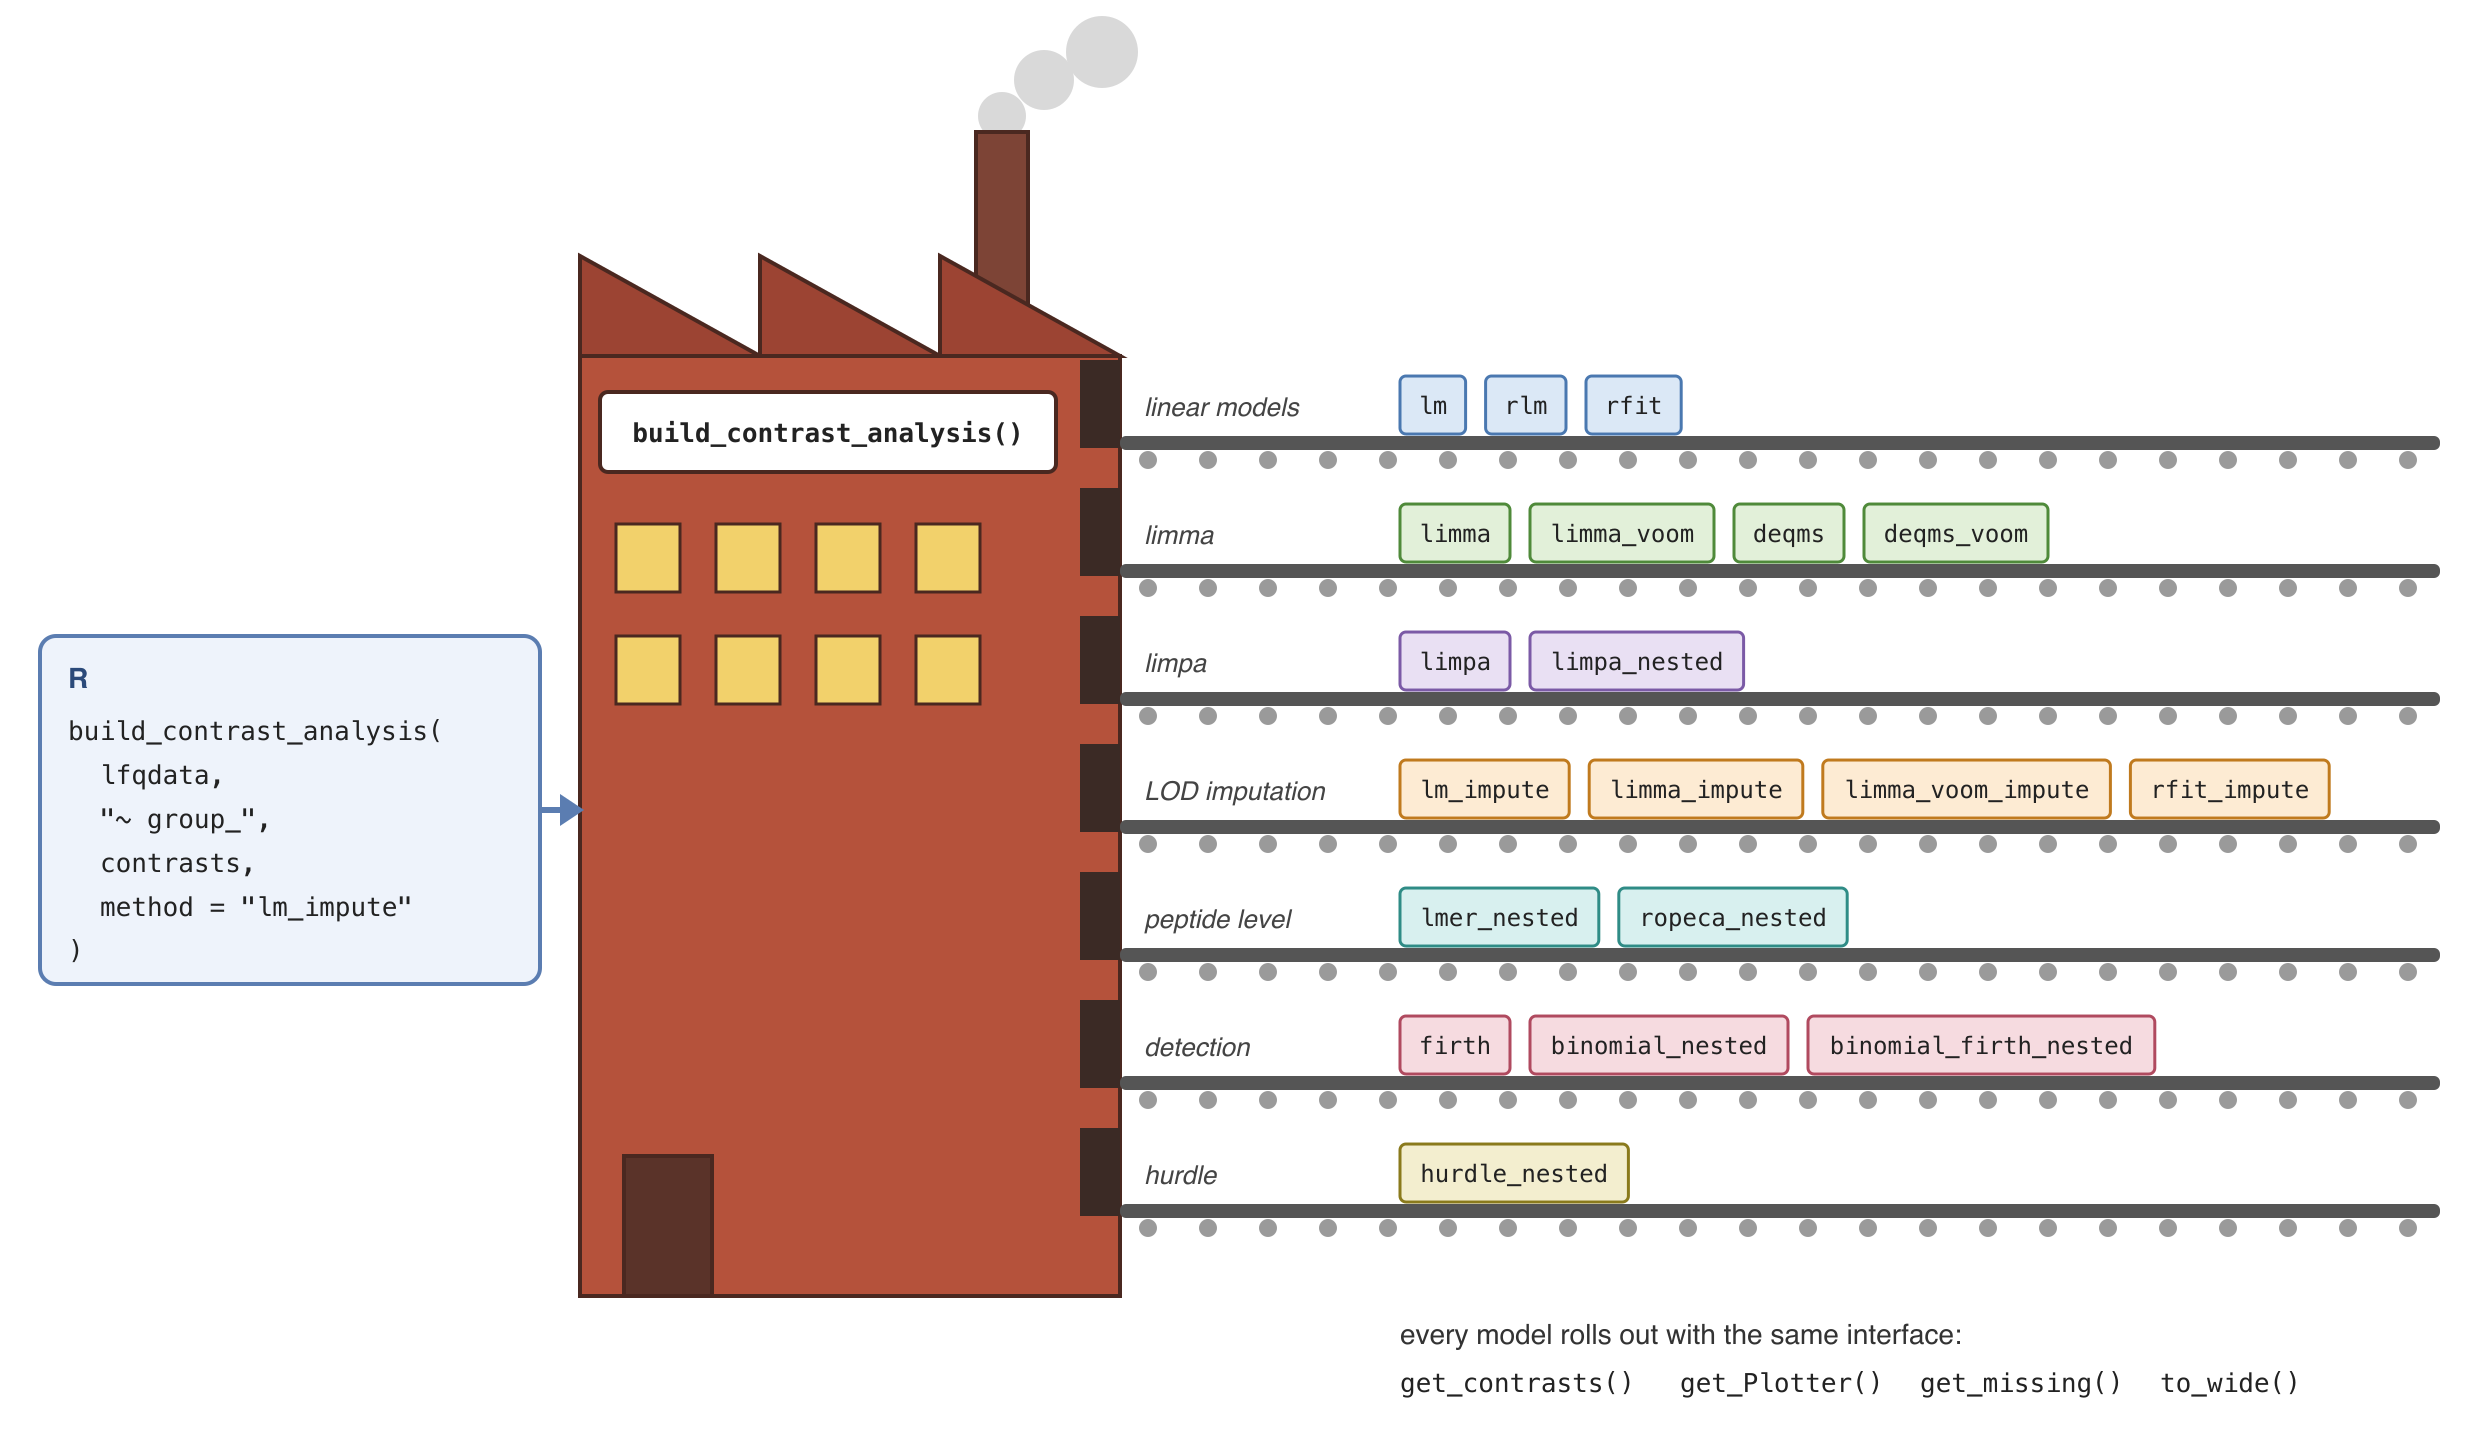 build_contrast_analysis()
R
build_contrast_analysis(
  lfqdata,
  "~ group_",
  contrasts,
  method = "lm_impute"
)
linear models lm rlm rfit
limma limma limma_voom deqms deqms_voom
limpa limpa limpa_nested
LOD imputation lm_impute limma_impute limma_voom_impute rfit_impute
peptide level lmer_nested ropeca_nested
detection firth binomial_nested binomial_firth_nested
hurdle hurdle_nested
every model rolls out with the same interface:
get_contrasts() get_Plotter() get_missing() to_wide()